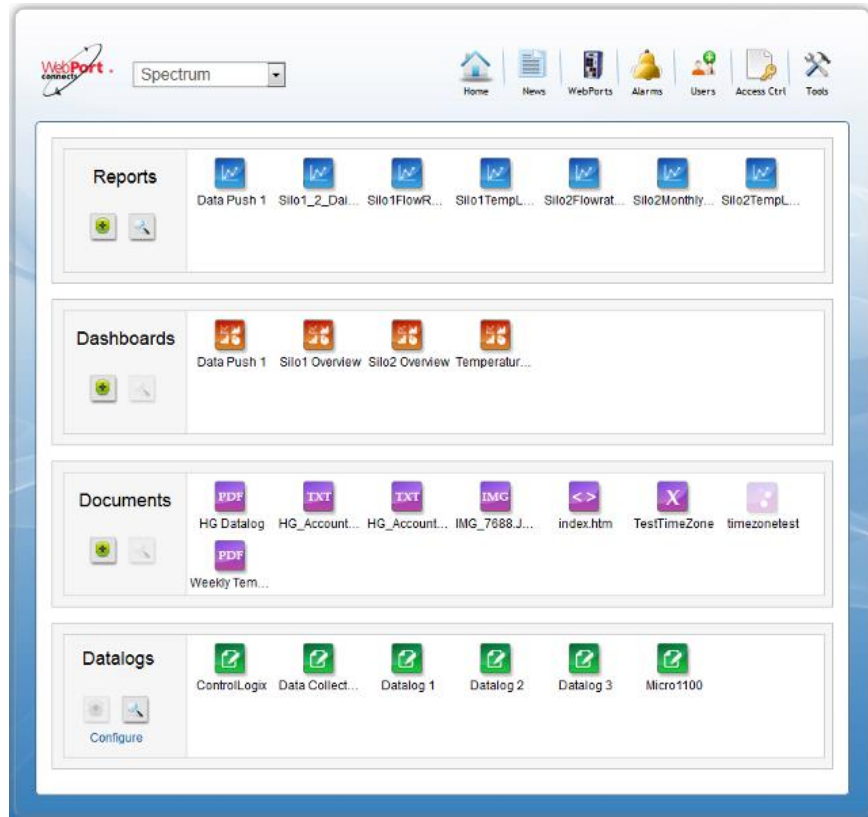 WebPort.
connects
Spectrum
Home News WebPorts Alarms Users Access Ctrl Tools
Reports
Data Push 1 Silo1_2_Dai... Silo1FlowR... Silo1TempL... Silo2Flowrat... Silo2Monthly... Silo2TempL...
Dashboards
Data Push 1 Silo1 Overview Silo2 Overview Temperatur...
Documents
PDF TXT TXT IMG < > X
HG Datalog HG_Account... HG_Account... IMG_7688.J... index.htm TestTimeZone timezonetest
PDF
Weekly Tem...
Datalogs
ControlLogix Data Collect... Datalog 1 Datalog 2 Datalog 3 Micro1100
Configure